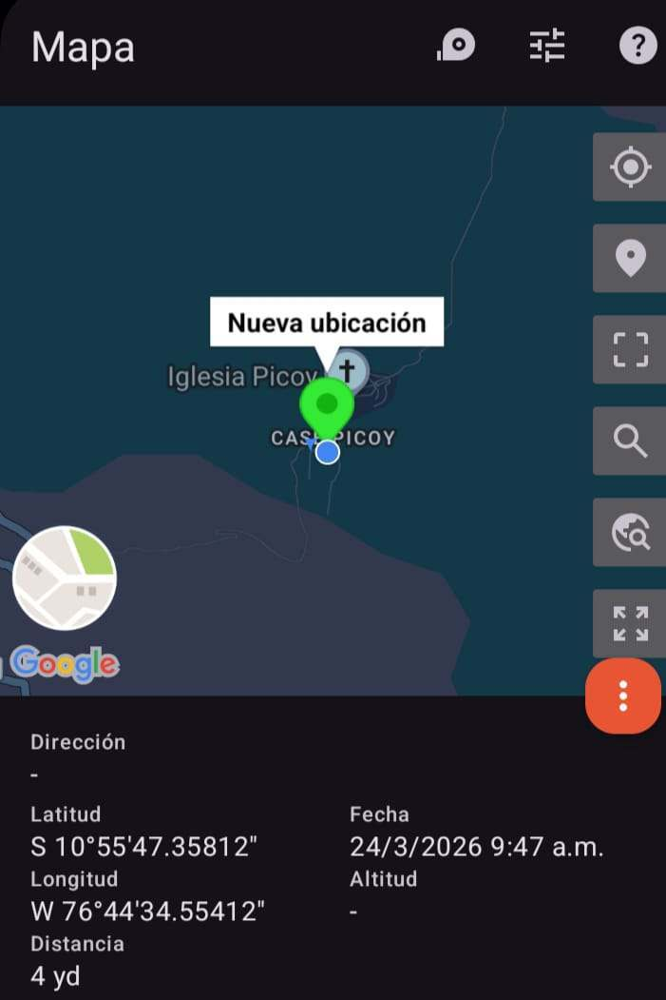 Mapa
Nueva ubicación
Iglesia Picoy
CAS PICOY
Google
Dirección
-
Latitud
S 10°55'47.35812"
Longitud
W 76°44'34.55412"
Distancia
4 yd
Fecha
24/3/2026 9:47 a.m.
Altitud
-